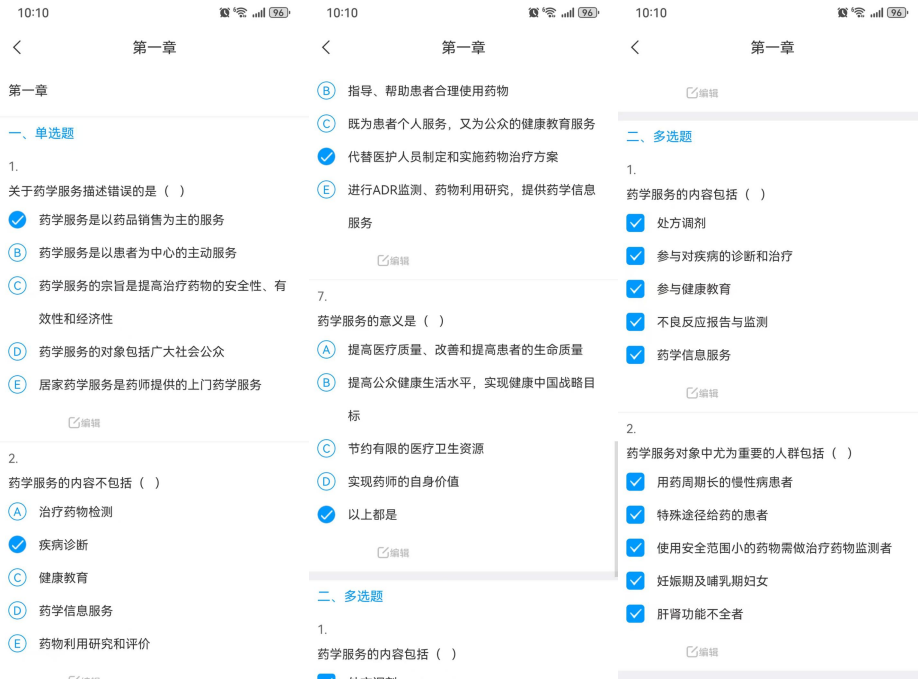 10:10
96
第一章
第一章
一、单选题
1.
关于药学服务描述错误的是（ ）
药学服务是以药品销售为主的服务
B 药学服务是以患者为中心的主动服务
C 药学服务的宗旨是提高治疗药物的安全性、有
效性和经济性
D 药学服务的对象包括广大社会公众
E 居家药学服务是药师提供的上门药学服务
编辑
2.
药学服务的内容不包括（ ）
A 治疗药物检测
疾病诊断
C 健康教育
D 药学信息服务
E 药物利用研究和评价
10:10
96
第一章
B 指导、帮助患者合理使用药物
C 既为患者个人服务，又为公众的健康教育服务
代替医护人员制定和实施药物治疗方案
E 进行ADR监测、药物利用研究，提供药学信息
服务
编辑
7.
药学服务的意义是（ ）
A 提高医疗质量、改善和提高患者的生命质量
B 提高公众健康生活水平，实现健康中国战略目
标
C 节约有限的医疗卫生资源
D 实现药师的自身价值
以上都是
编辑
二、多选题
1.
药学服务的内容包括（ ）
10:10
96
第一章
编辑
二、多选题
1.
药学服务的内容包括（ ）
处方调剂
参与对疾病的诊断和治疗
参与健康教育
不良反应报告与监测
药学信息服务
编辑
2.
药学服务对象中尤为重要的人群包括（ ）
用药周期长的慢性病患者
特殊途径给药的患者
使用安全范围小的药物需做治疗药物监测者
妊娠期及哺乳期妇女
肝肾功能不全者
编辑